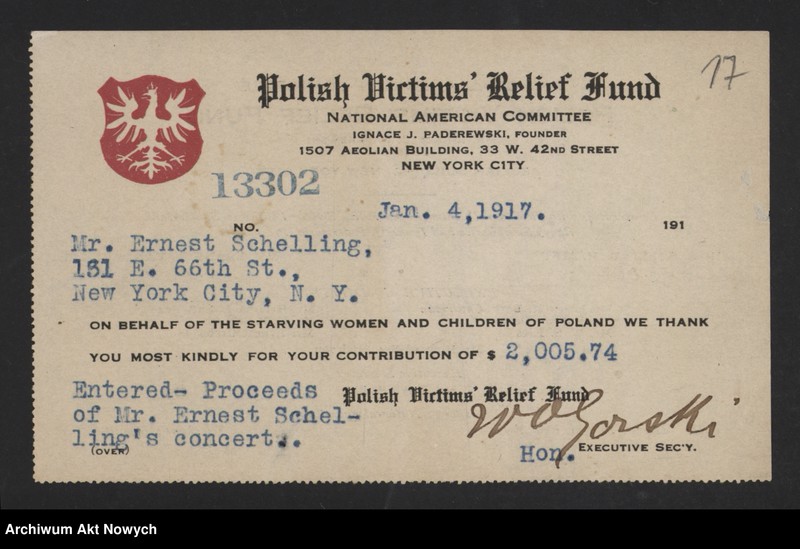 17
Polish Victims' Relief Fund
NATIONAL AMERICAN COMMITTEE
IGNACE J. PADEREWSKI, FOUNDER
1507 AEOLIAN BUILDING, 33 W. 42ND STREET
NEW YORK CITY
13302
Jan. 4,1917.
NO. 191
Mr. Ernest Schelling,
131 E. 66th St.,
New York City, N. Y.
ON BEHALF OF THE STARVING WOMEN AND CHILDREN OF POLAND WE THANK
YOU MOST KINDLY FOR YOUR CONTRIBUTION OF $ 2,005.74
Entered- Proceeds
of Mr. Ernest Schel-
ling's concert..
(OVER)
Polish Victims' Relief Fund
W O Gorski
Hon. EXECUTIVE SEC'Y.
Archiwum Akt Nowych